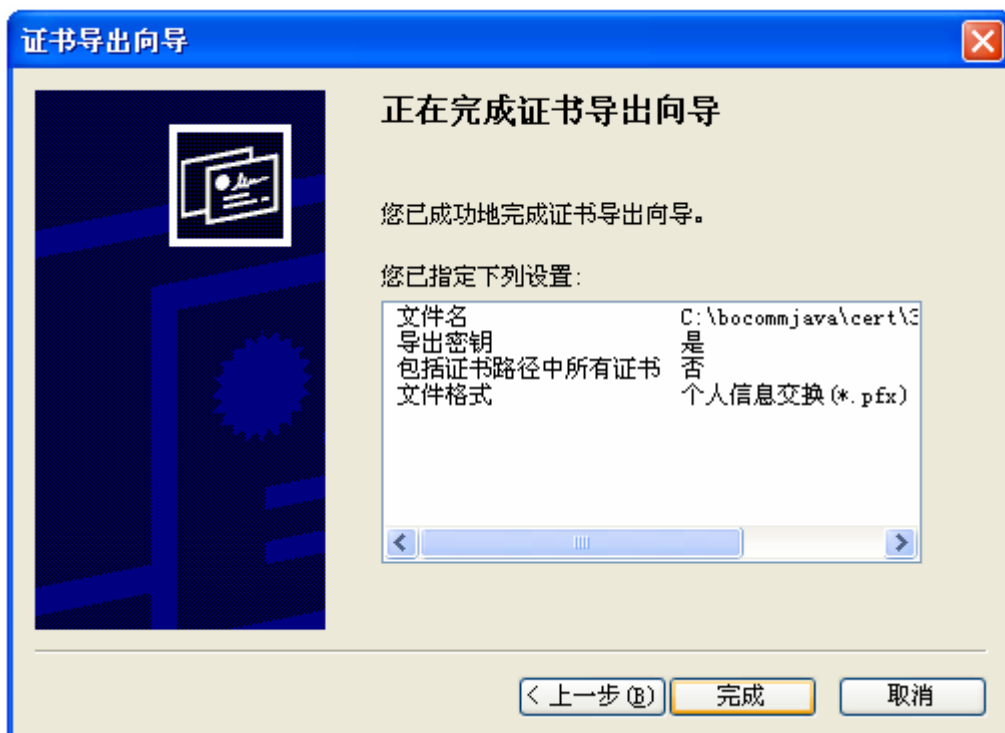 证书导出向导
正在完成证书导出向导
您已成功地完成证书导出向导。
您已指定下列设置:
文件名 C:\bocommjava\cert\3
导出密钥 是
包括证书路径中所有证书 否
文件格式 个人信息交换(*.pfx)
< 上一步(B) 完成 取消